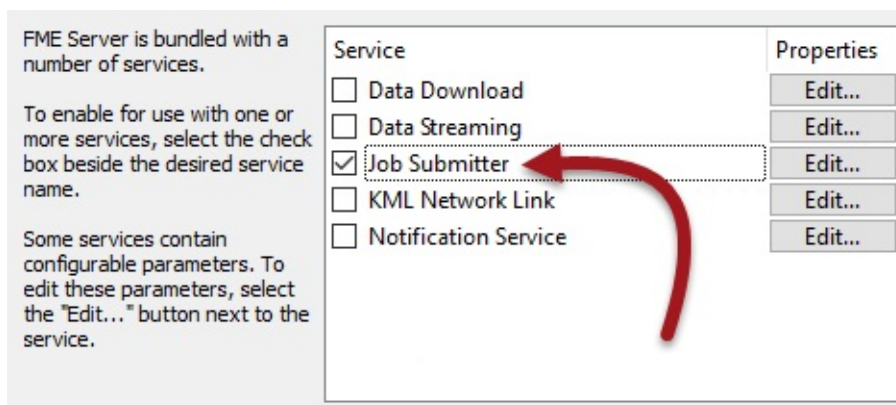 FME Server is bundled with a
number of services.
To enable for use with one or
more services, select the check
box beside the desired service
name.
Some services contain
configurable parameters. To
edit these parameters, select
the "Edit..." button next to the
service.
Service Properties
Data Download Edit...
Data Streaming Edit...
Job Submitter Edit...
KML Network Link Edit...
Notification Service Edit...